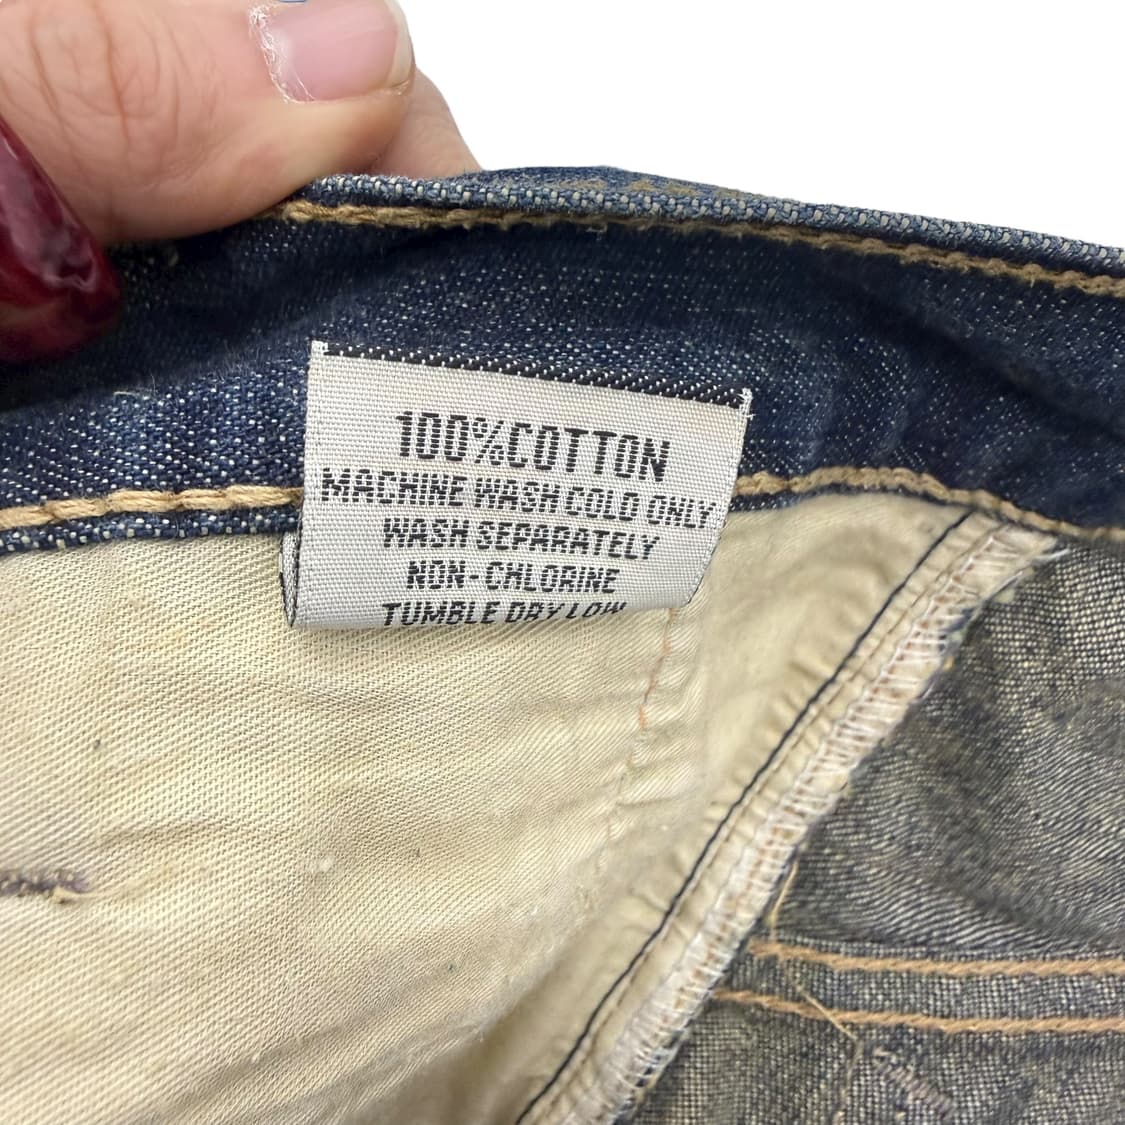 100%COTTON
MACHINE WASH COLD ONLY
WASH SEPARATELY
NON-CHLORINE
TUMBLE DRY LOW